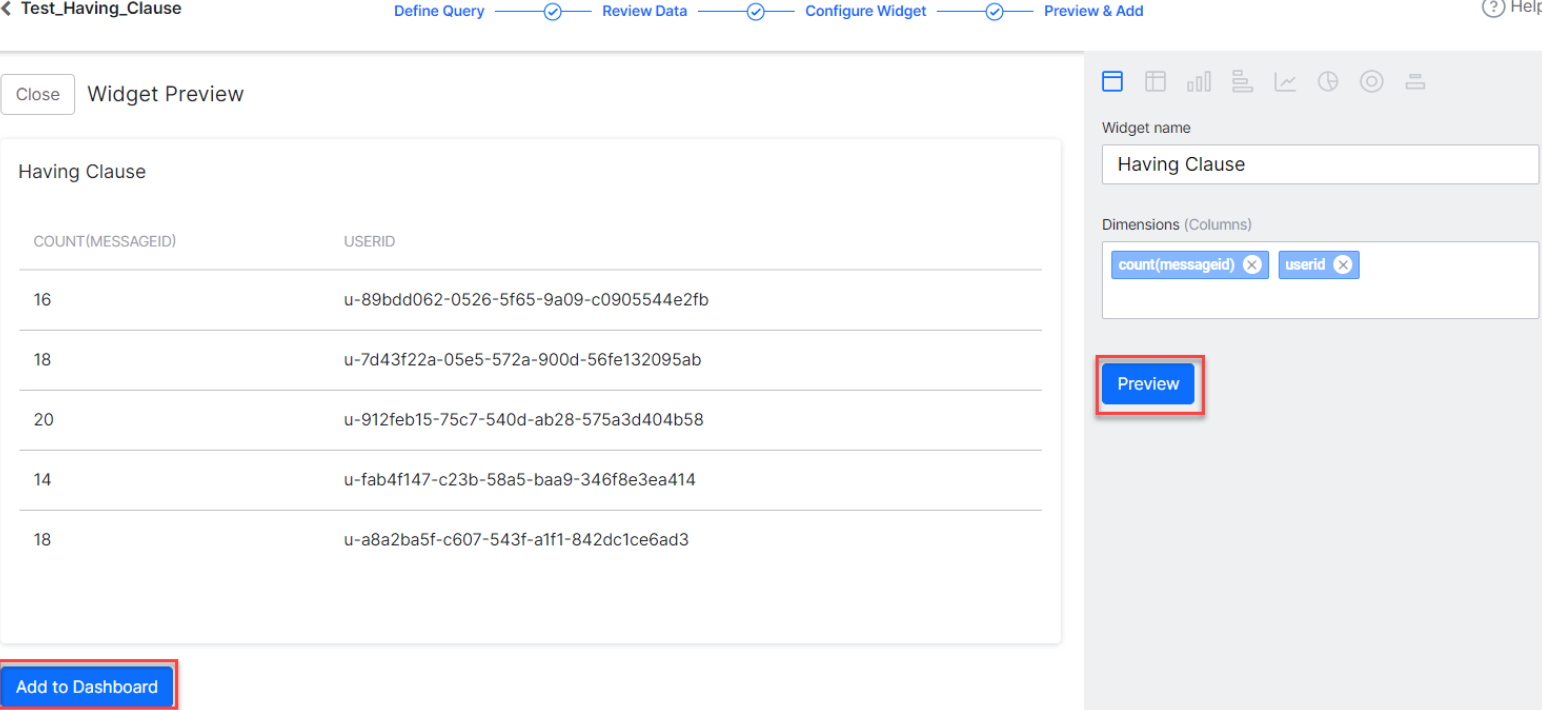 Test_Having_Clause
Define Query Review Data Configure Widget Preview & Add
Help
Close Widget Preview
Having Clause
COUNT(MESSAGEID) USERID
16 u-89bdd062-0526-5f65-9a09-c0905544e2fb
18 u-7d43f22a-05e5-572a-900d-56fe132095ab
20 u-912feb15-75c7-540d-ab28-575a3d404b58
14 u-fab4f147-c23b-58a5-baa9-346f8e3ea414
18 u-a8a2ba5f-c607-543f-a1f1-842dc1ce6ad3
Add to Dashboard
Widget name
Having Clause
Dimensions (Columns)
count(messageid) userid
Preview